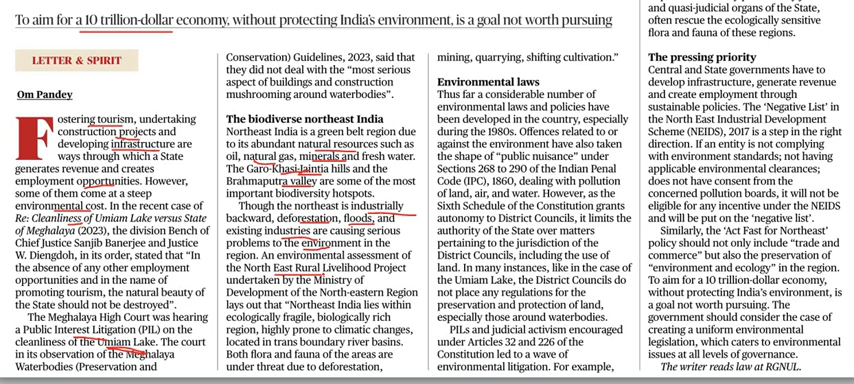 To aim for a 10 trillion-dollar economy, without protecting India's environment, is a goal not worth pursuing
LETTER & SPIRIT
Om Pandey
Fostering tourism, undertaking
construction projects and
developing infrastructure are
ways through which a State
generates revenue and creates
employment opportunities. However,
some of them come at a steep
environmental cost. In the recent case of
Re: Cleanliness of Umiam Lake versus State
of Meghalaya (2023), the division Bench of
Chief Justice Sanjib Banerjee and Justice
W. Diengdoh, in its order, stated that "In
the absence of any other employment
opportunities and in the name of
promoting tourism, the natural beauty of
the State should not be destroyed".
The Meghalaya High Court was hearing
a Public Interest Litigation (PIL) on the
cleanliness of the Umiam Lake. The court
in its observation of the Meghalaya
Waterbodies (Preservation and
Conservation) Guidelines, 2023, said that
they did not deal with the "most serious
aspect of buildings and construction
mushrooming around waterbodies".
The biodiverse northeast India
Northeast India is a green belt region due
to its abundant natural resources such as
oil, natural gas, minerals and fresh water.
The Garo-Khasi-Jaintia hills and the
Brahmaputra valley are some of the most
important biodiversity hotspots.
Though the northeast is industrially
backward, deforestation, floods, and
existing industries are causing serious
problems to the environment in the
region. An environmental assessment of
the North East Rural Livelihood Project
undertaken by the Ministry of
Development of the North-eastern Region
lays out that "Northeast India lies within
ecologically fragile, biologically rich
region, highly prone to climatic changes,
located in trans boundary river basins.
Both flora and fauna of the areas are
under threat due to deforestation,
mining, quarrying, shifting cultivation."
Environmental laws
Thus far a considerable number of
environmental laws and policies have
been developed in the country, especially
during the 1980s. Offences related to or
against the environment have also taken
the shape of "public nuisance" under
Sections 268 to 290 of the Indian Penal
Code (IPC), 1860, dealing with pollution
of land, air, and water. However, as the
Sixth Schedule of the Constitution grants
autonomy to District Councils, it limits the
authority of the State over matters
pertaining to the jurisdiction of the
District Councils, including the use of
land. In many instances, like in the case of
the Umiam Lake, the District Councils do
not place any regulations for the
preservation and protection of land,
especially those around waterbodies.
PILs and judicial activism encouraged
under Articles 32 and 226 of the
Constitution led to a wave of
environmental litigation. For example,
and quasi-judicial organs of the State,
often rescue the ecologically sensitive
flora and fauna of these regions.
The pressing priority
Central and State governments have to
develop infrastructure, generate revenue
and create employment through
sustainable policies. The 'Negative List' in
the North East Industrial Development
Scheme (NEIDS), 2017 is a step in the right
direction. If an entity is not complying
with environment standards; not having
applicable environmental clearances;
does not have consent from the
concerned pollution boards, it will not be
eligible for any incentive under the NEIDS
and will be put on the 'negative list'.
Similarly, the 'Act Fast for Northeast'
policy should not only include "trade and
commerce" but also the preservation of
"environment and ecology" in the region.
To aim for a 10 trillion-dollar economy,
without protecting India's environment, is
a goal not worth pursuing. The
government should consider the case of
creating a uniform environmental
legislation, which caters to environmental
issues at all levels of governance.
The writer reads law at RGNUL.